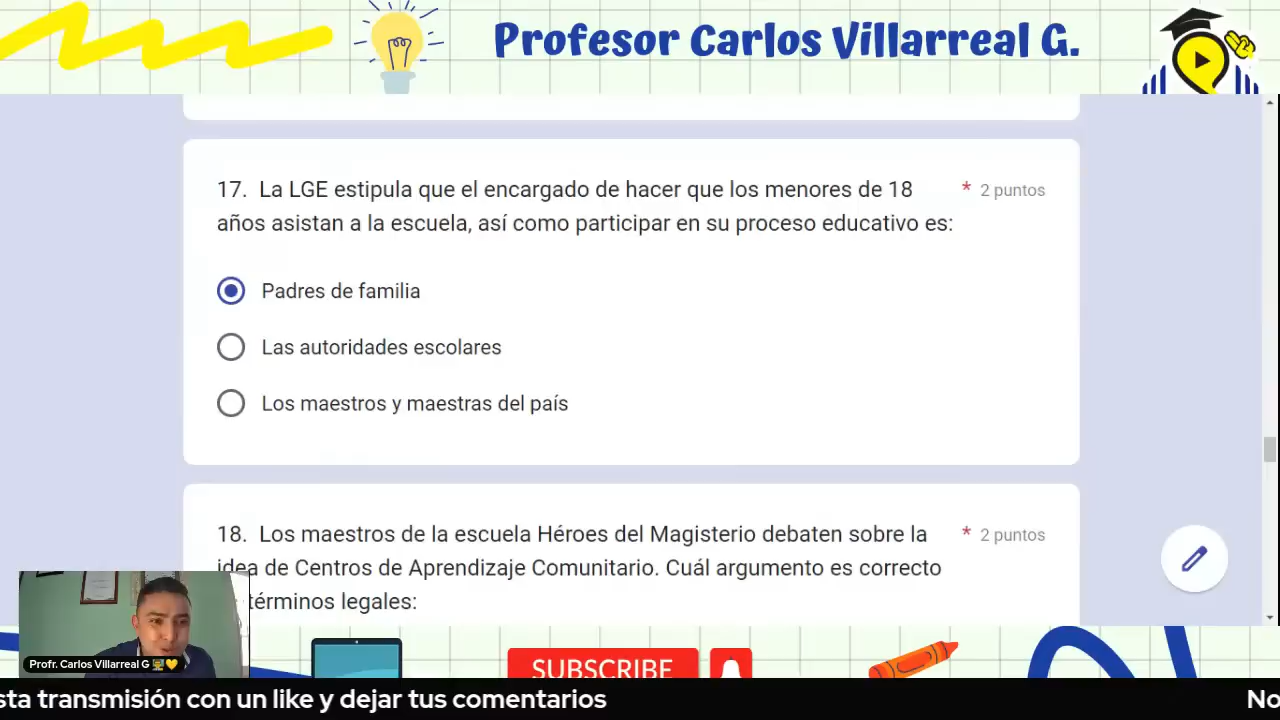 Profesor Carlos Villarreal G.
17. La LGE estipula que el encargado de hacer que los menores de 18
* 2 puntos
años asistan a la escuela, así como participar en su proceso educativo es:
Padres de familia
Las autoridades escolares
Los maestros y maestras del país
18. Los maestros de la escuela Héroes del Magisterio debaten sobre la
* 2 puntos
idea de Centros de Aprendizaje Comunitario. Cuál argumento es correcto
términos legales:
Profr. Carlos Villarreal G
SUBSCRIBE
sta transmisión con un like y dejar tus comentarios
No